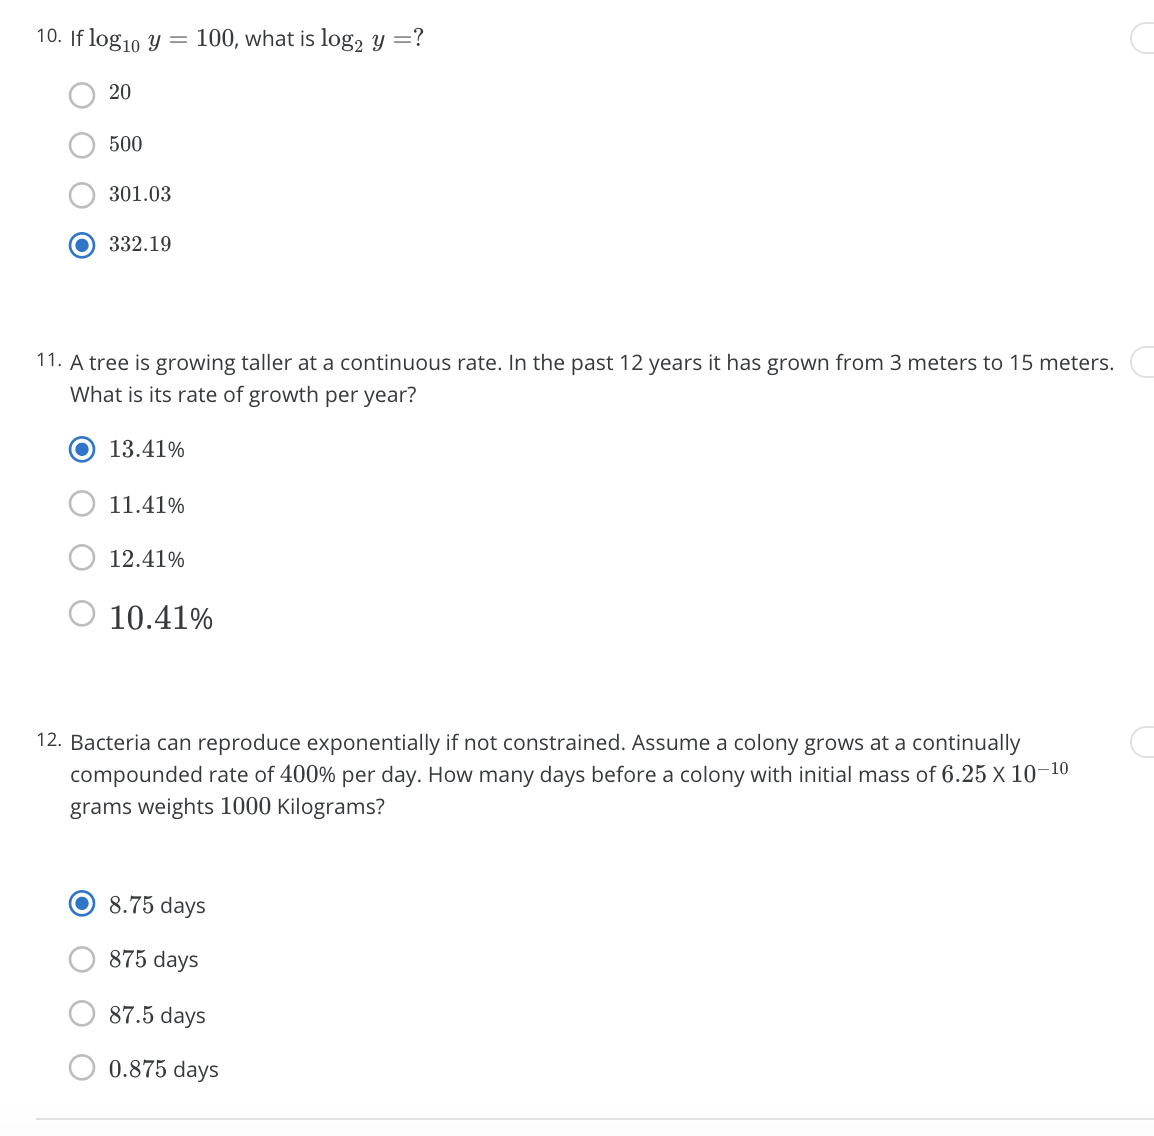 10. If log₁₀ y = 100, what is log₂ y =?
20
500
301.03
332.19
11. A tree is growing taller at a continuous rate. In the past 12 years it has grown from 3 meters to 15 meters.
What is its rate of growth per year?
13.41%
11.41%
12.41%
10.41%
12. Bacteria can reproduce exponentially if not constrained. Assume a colony grows at a continually
compounded rate of 400% per day. How many days before a colony with initial mass of 6.25 X 10⁻¹⁰
grams weights 1000 Kilograms?
8.75 days
875 days
87.5 days
0.875 days